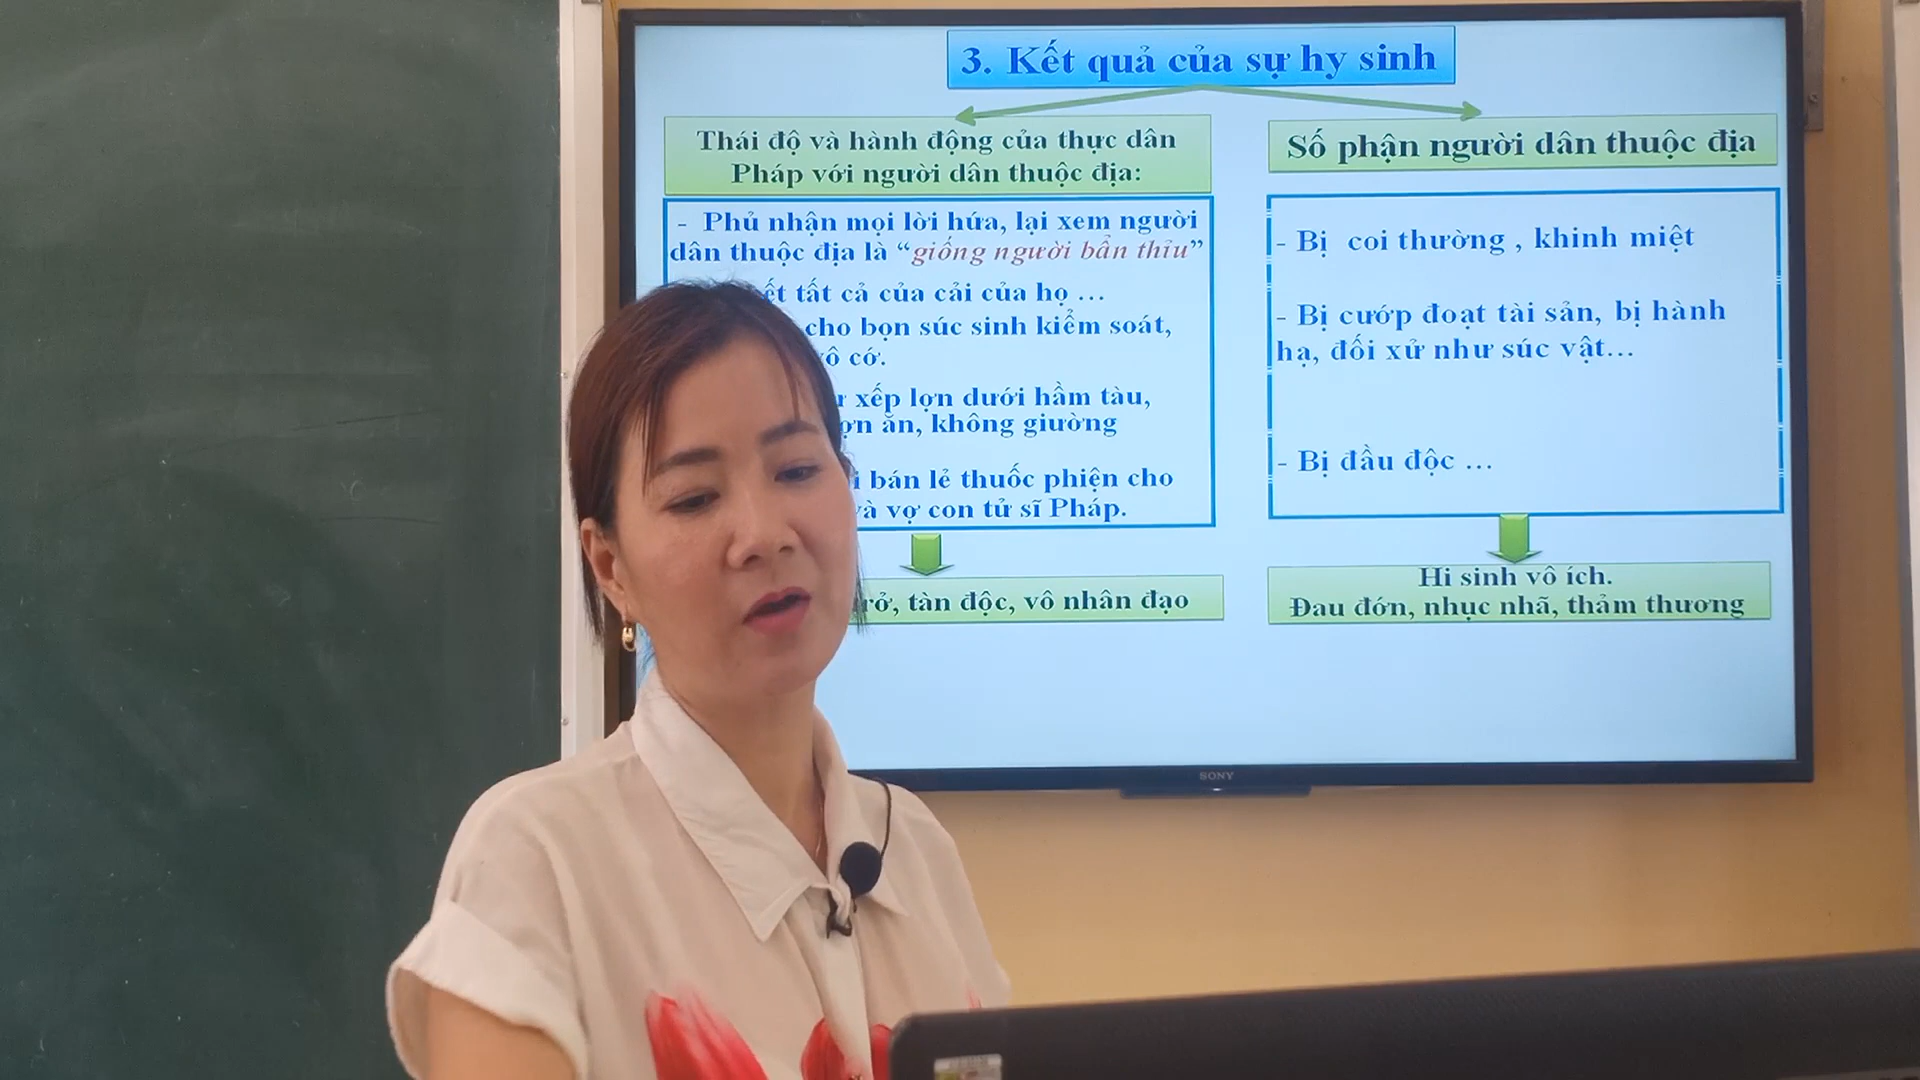 3. Kết quả của sự hy sinh
Thái độ và hành động của thực dân
Pháp với người dân thuộc địa:
- Phủ nhận mọi lời hứa, lại xem người
dân thuộc địa là “giống người bẩn thỉu”
tất cả của cải của họ ...
cho bọn súc sinh kiểm soát,
cớ.
xếp lợn dưới hầm tàu,
ăn, không giường
bán lẻ thuốc phiện cho
vợ con tử sĩ Pháp.
tàn độc, vô nhân đạo
Số phận người dân thuộc địa
- Bị coi thường , khinh miệt
- Bị cướp đoạt tài sản, bị hành
hạ, đối xử như súc vật...
- Bị đầu độc ...
Hi sinh vô ích.
Đau đớn, nhục nhã, thảm thương
SONY